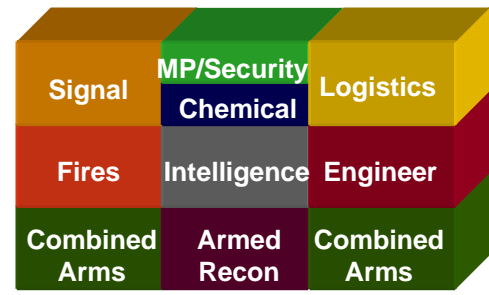 Signal
MP/Security
Chemical
Logistics
Fires
Intelligence
Engineer
Combined
Arms
Armed
Recon
Combined
Arms